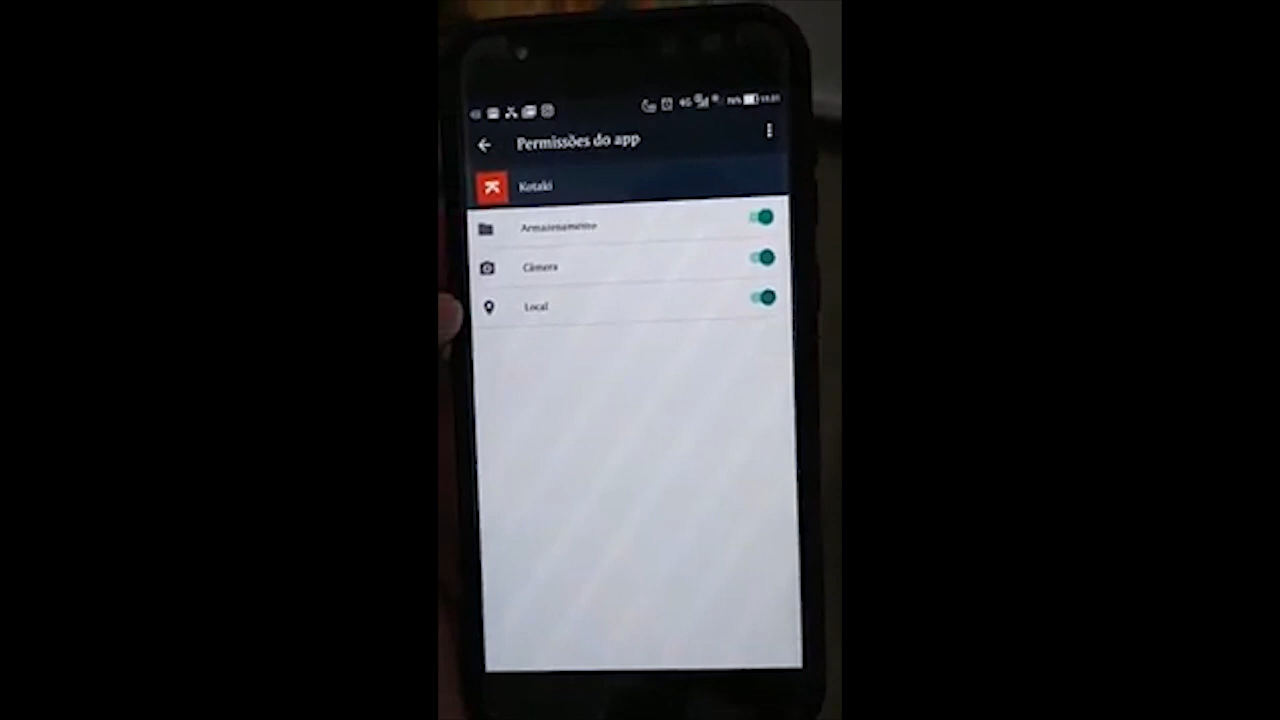 Permissões do app
Kotaki
Armazenamento
Câmera
Local